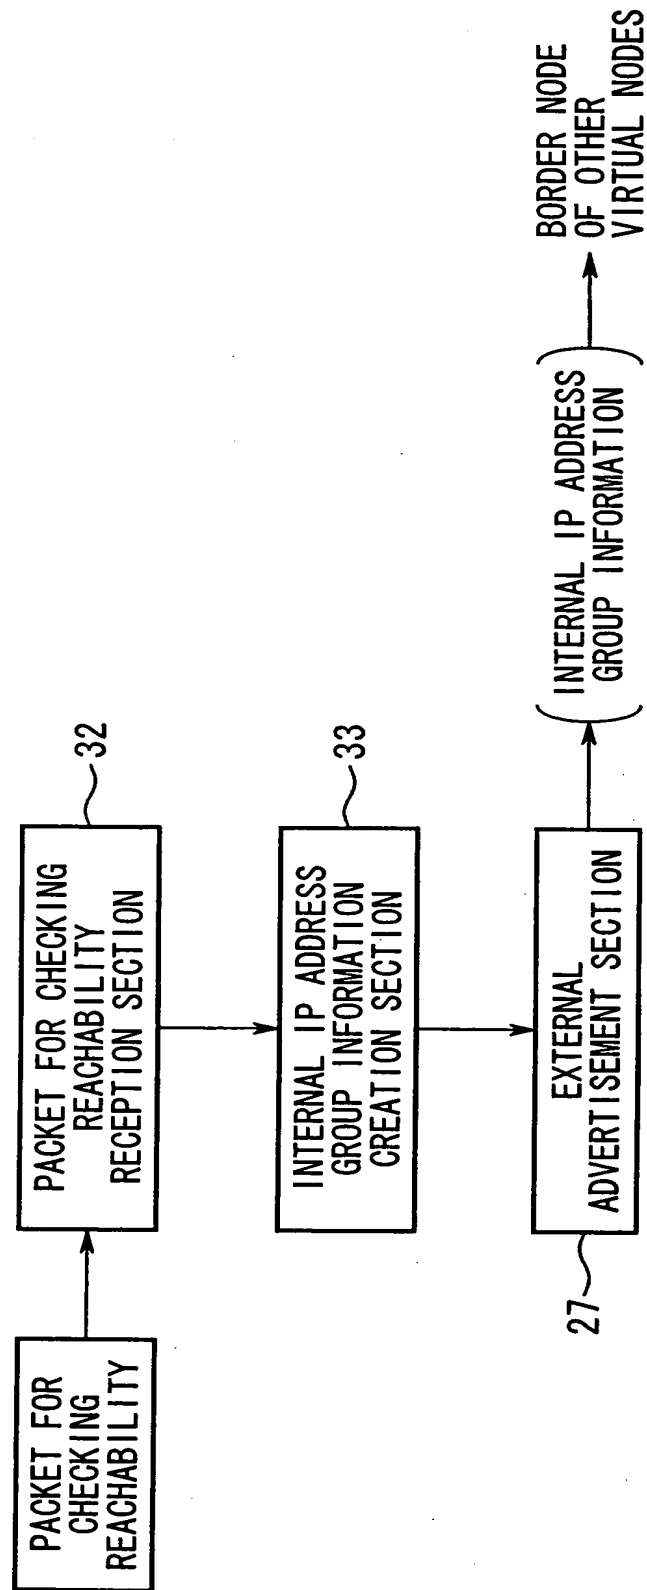 PACKET FOR
CHECKING
REACHABILITY
PACKET FOR CHECKING
REACHABILITY
RECEPTION SECTION
32
INTERNAL IP ADDRESS
GROUP INFORMATION
CREATION SECTION
33
EXTERNAL
ADVERTISEMENT SECTION
27
INTERNAL IP ADDRESS
GROUP INFORMATION
BORDER NODE
OF OTHER
VIRTUAL NODES